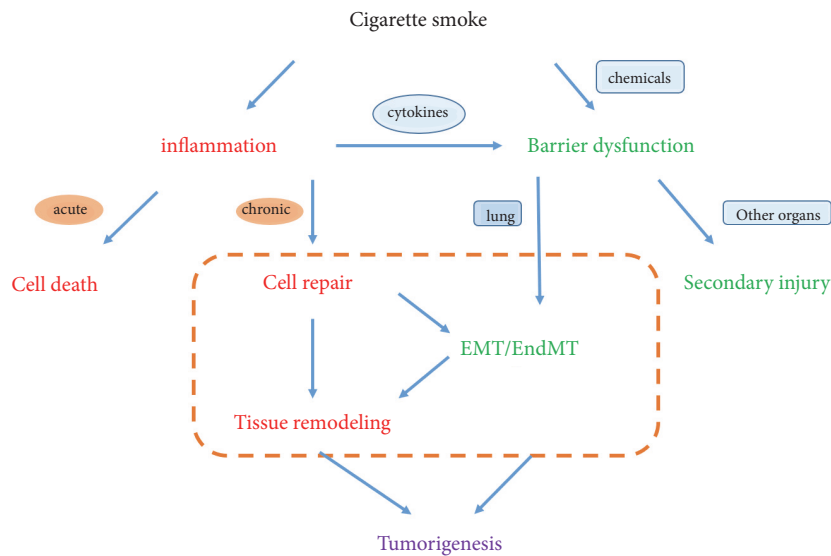 Cigarette smoke
chemicals
cytokines
inflammation
Barrier dysfunction
acute
chronic
lung
Other organs
Cell death
Cell repair
Secondary injury
EMT/EndMT
Tissue remodeling
Tumorigenesis